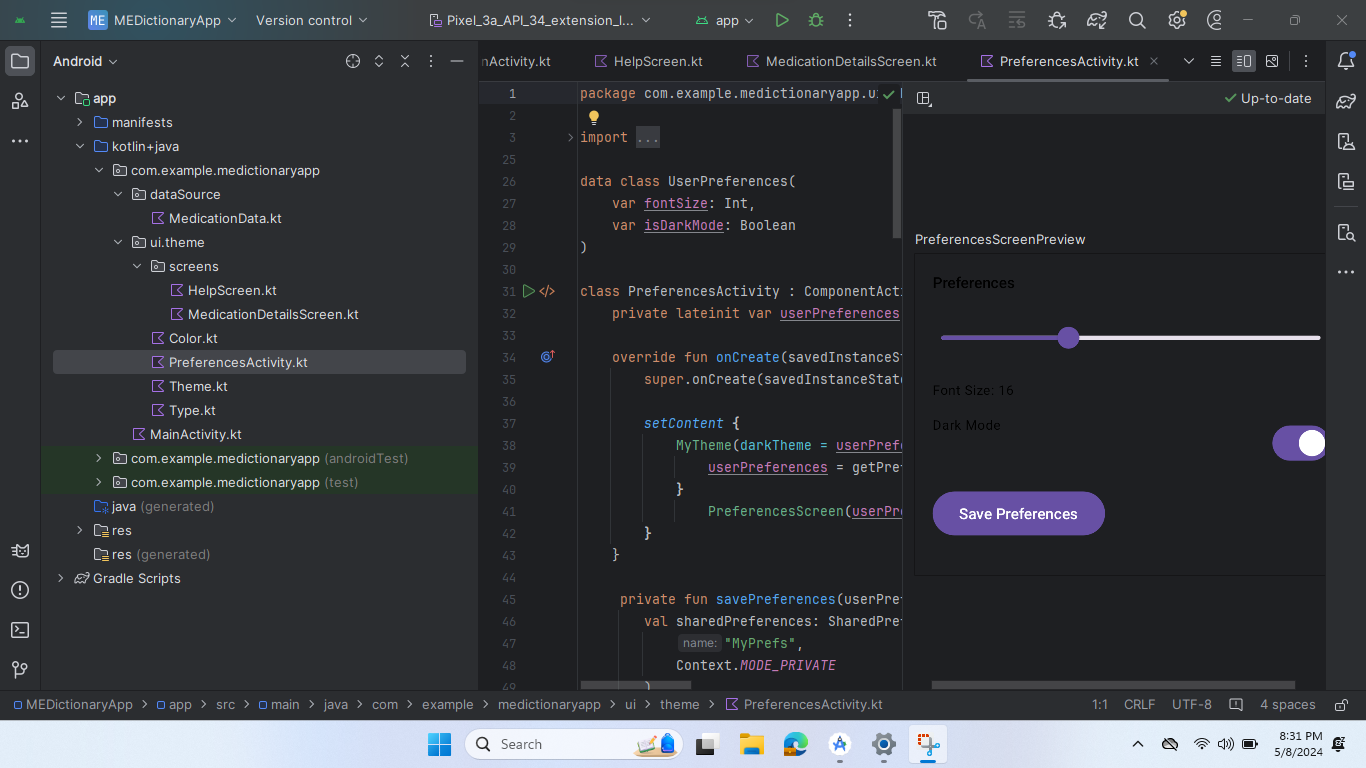 ME MEDictionaryApp Version control Pixel_3a_API_34_extension_l... app
Android
app
manifests
kotlin+java
com.example.medictionaryapp
dataSource
MedicationData.kt
ui.theme
screens
HelpScreen.kt
MedicationDetailsScreen.kt
Color.kt
PreferencesActivity.kt
Theme.kt
Type.kt
MainActivity.kt
com.example.medictionaryapp (androidTest)
com.example.medictionaryapp (test)
java (generated)
res
res (generated)
Gradle Scripts
nActivity.kt HelpScreen.kt MedicationDetailsScreen.kt PreferencesActivity.kt
1 package com.example.medictionaryapp.ui
2
3 import ...
25
26 data class UserPreferences(
27 var fontSize: Int,
28 var isDarkMode: Boolean
29 )
30
31 class PreferencesActivity : ComponentActi
32 private lateinit var userPreferences
33
34 override fun onCreate(savedInstanceSt
35 super.onCreate(savedInstanceState
36
37 setContent {
38 MyTheme(darkTheme = userPrefe
39 userPreferences = getPre
40 }
41 PreferencesScreen(userPre
42 }
43 }
44
45 private fun savePreferences(userPref
46 val sharedPreferences: SharedPref
47 name: "MyPrefs",
48 Context.MODE_PRIVATE
49 )
Up-to-date
PreferencesScreenPreview
Preferences
Font Size: 16
Dark Mode
Save Preferences
MEDictionaryApp > app > src > main > java > com > example > medictionaryapp > ui > theme > PreferencesActivity.kt
1:1 CRLF UTF-8 4 spaces
Search
8:31 PM
5/8/2024